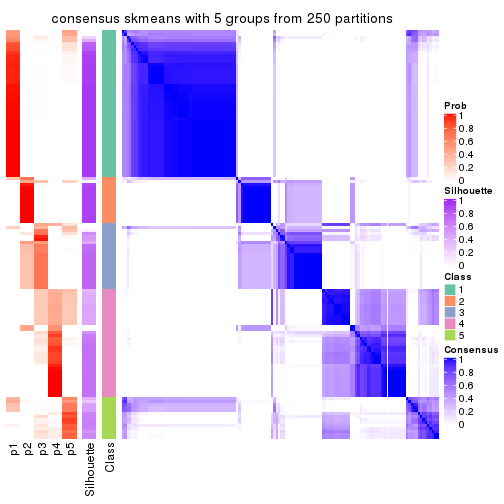 consensus skmeans with 5 groups from 250 partitions
Prob
1
0.8
0.6
0.4
0.2
0
Silhouette
1
0.8
0.6
0.4
0.2
0
Class
1
2
3
4
5
Consensus
1
0.8
0.6
0.4
0.2
0
p1
p2
p3
p4
p5
Silhouette
Class